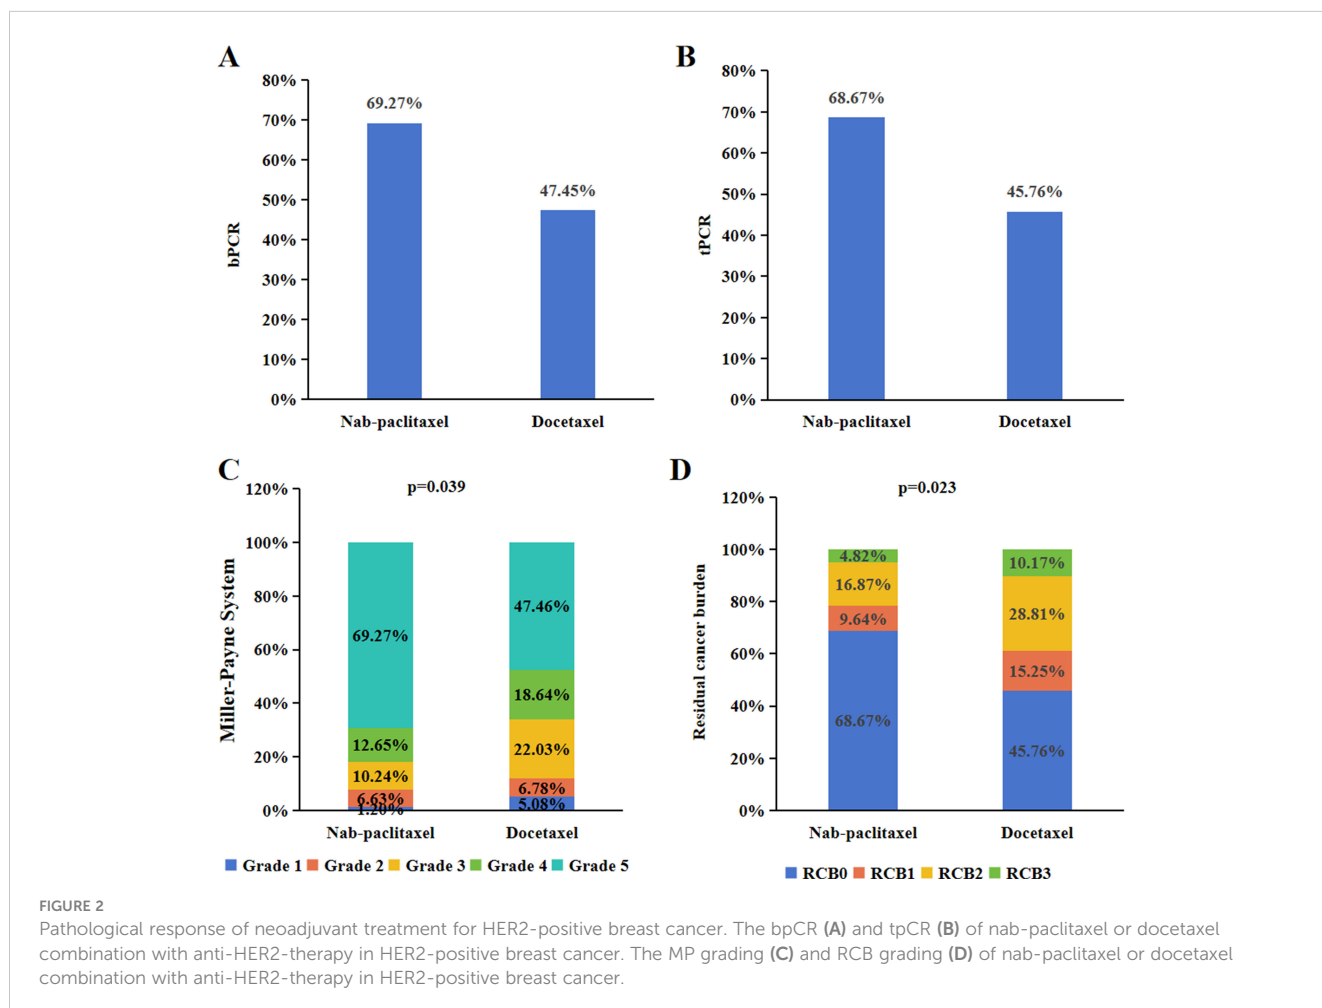 A
80%
70%
60%
50%
40%
30%
20%
10%
0%
bPCR
69.27%
47.45%
Nab-paclitaxel Docetaxel
B
80%
70%
60%
50%
40%
30%
20%
10%
0%
tPCR
68.67%
45.76%
Nab-paclitaxel Docetaxel
C
p=0.039
120%
100%
80%
60%
40%
20%
0%
Miller-Payne System
69.27%
12.65%
10.24%
6.63%
1.20%
47.46%
18.64%
22.03%
6.78%
5.08%
Nab-paclitaxel Docetaxel
Grade 1 Grade 2 Grade 3 Grade 4 Grade 5
D
p=0.023
120%
100%
80%
60%
40%
20%
0%
Residual cancer burden
4.82%
16.87%
9.64%
68.67%
10.17%
28.81%
15.25%
45.76%
Nab-paclitaxel Docetaxel
RCB0 RCB1 RCB2 RCB3
FIGURE 2
Pathological response of neoadjuvant treatment for HER2-positive breast cancer. The bpCR (A) and tpCR (B) of nab-paclitaxel or docetaxel
combination with anti-HER2-therapy in HER2-positive breast cancer. The MP grading (C) and RCB grading (D) of nab-paclitaxel or docetaxel
combination with anti-HER2-therapy in HER2-positive breast cancer.